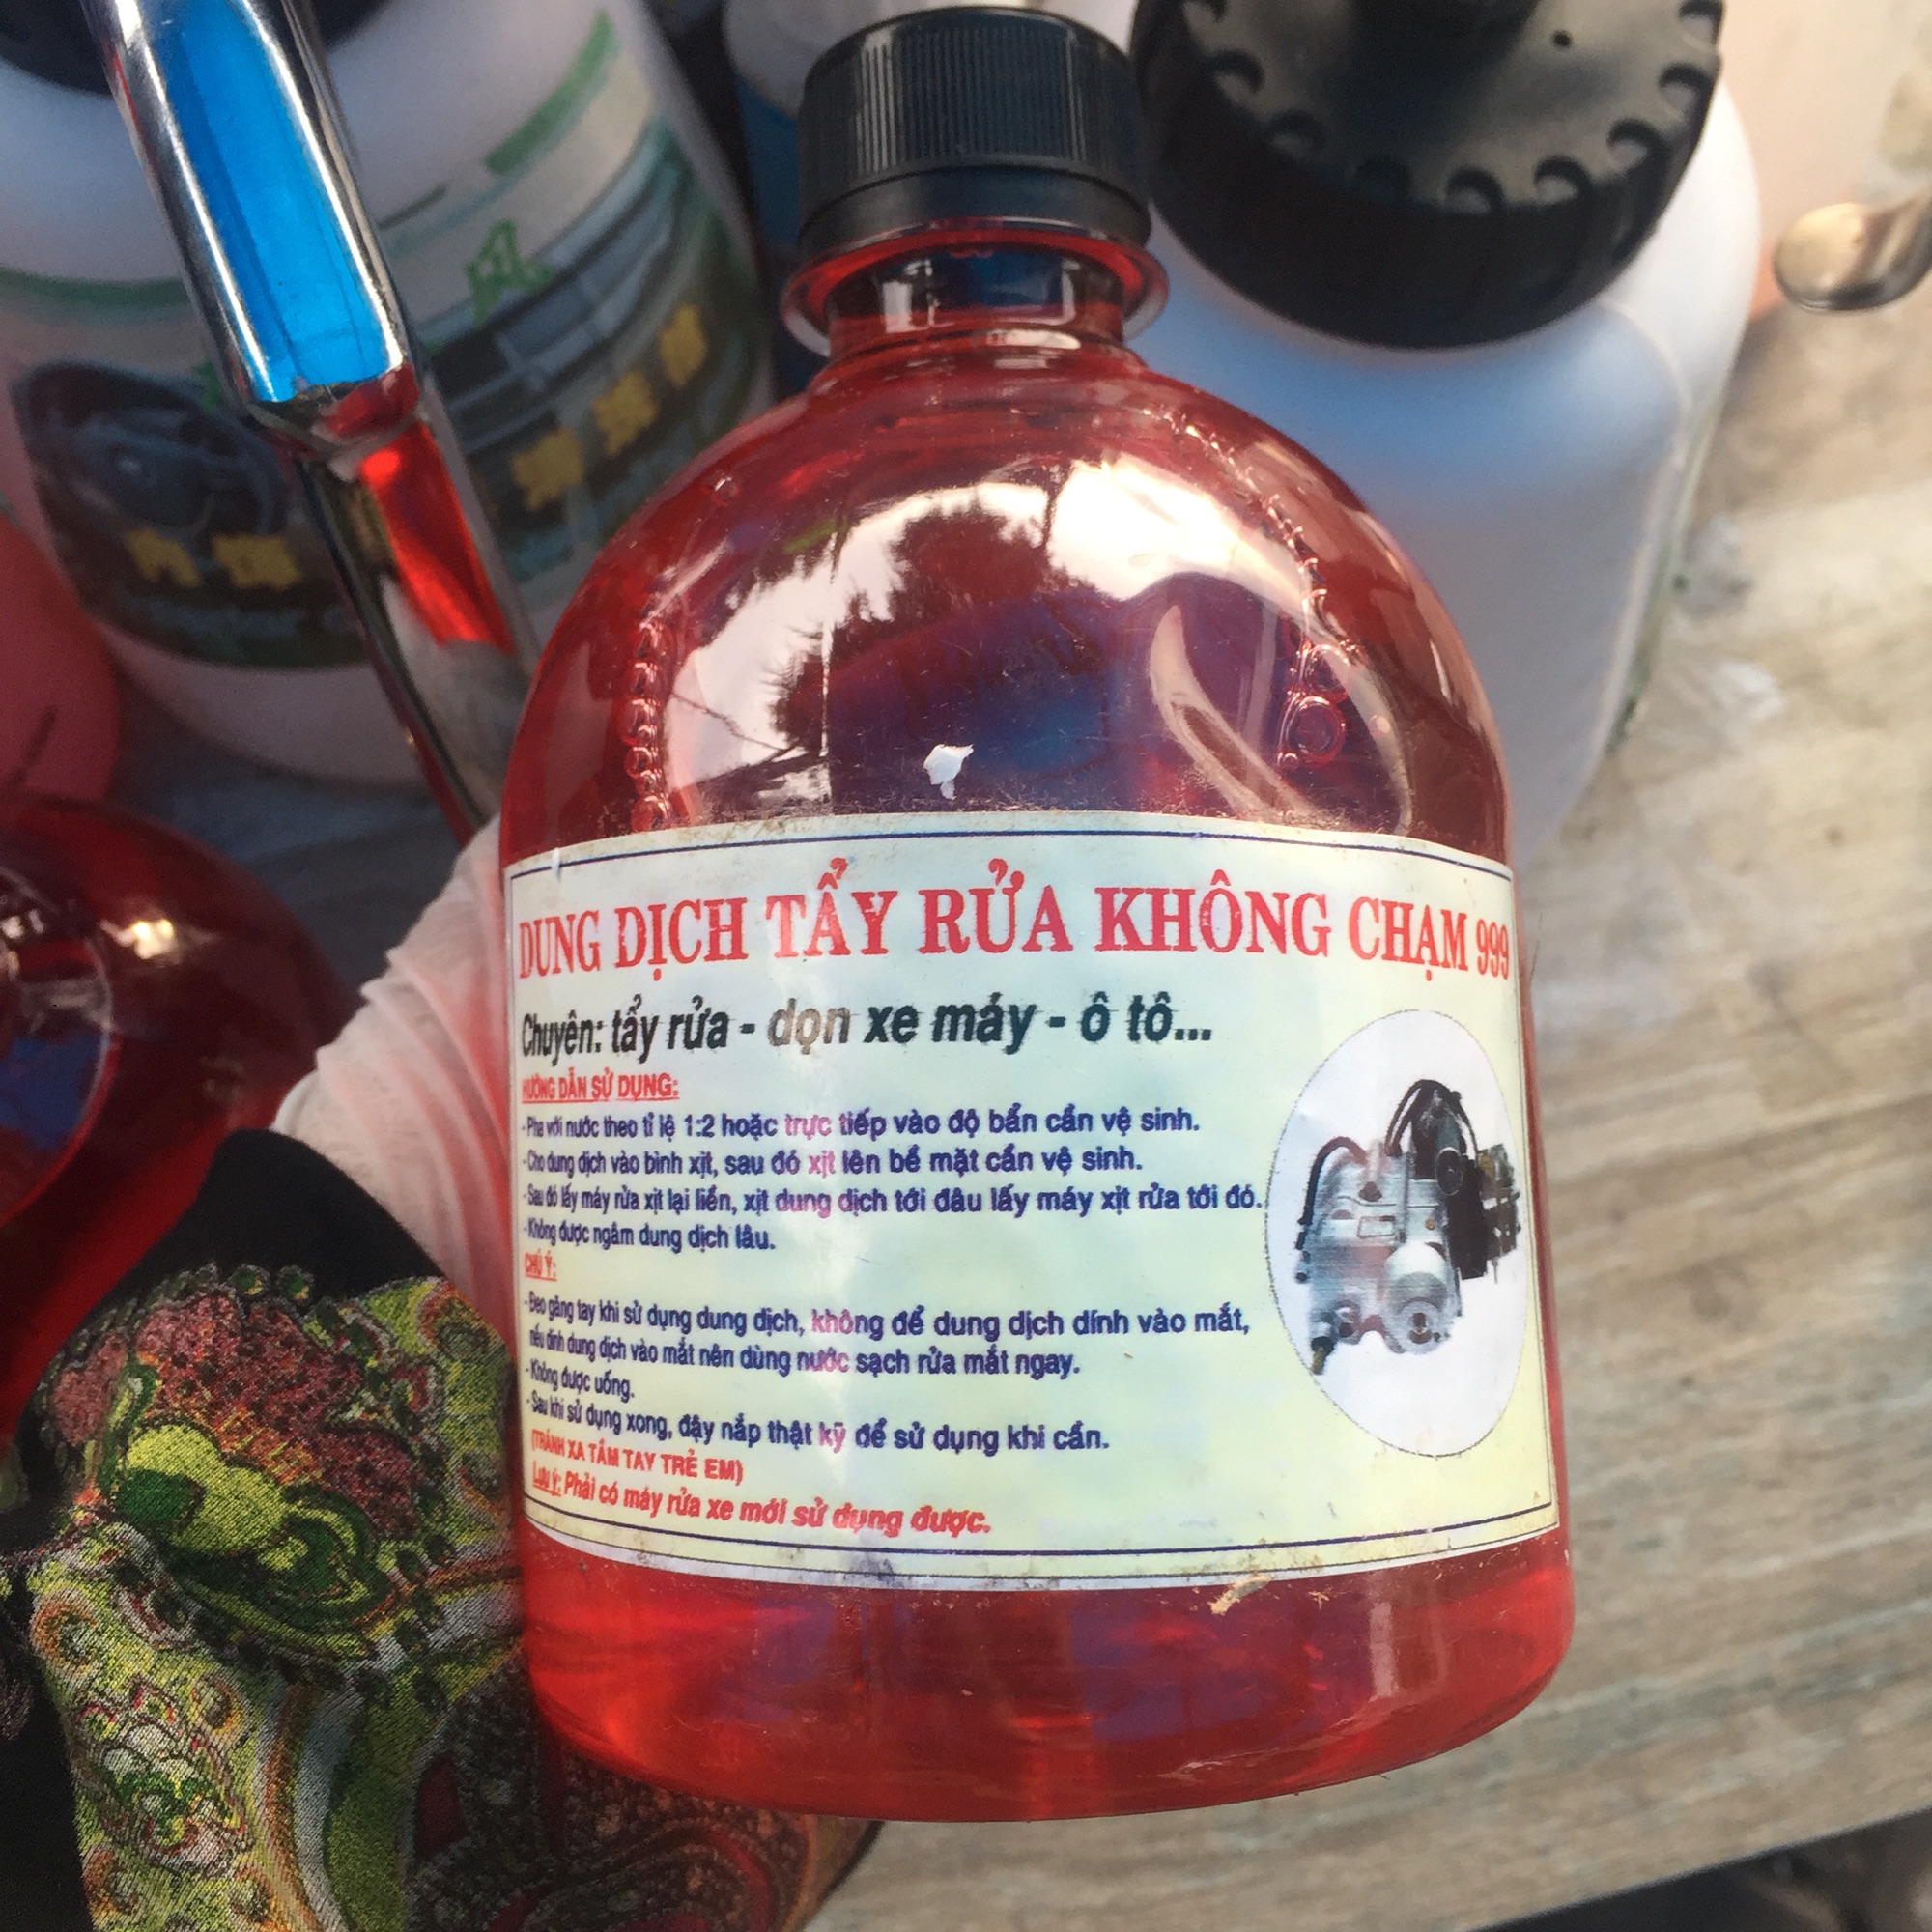 DUNG DỊCH TẨY RỬA KHÔNG CHẠM 999
Chuyên: tẩy rửa - dọn xe máy - ô tô...
HƯỚNG DẪN SỬ DỤNG:
- Pha với nước theo tỉ lệ 1:2 hoặc trực tiếp vào độ bẩn cần vệ sinh.
- Cho dung dịch vào bình xịt, sau đó xịt lên bề mặt cần vệ sinh.
- Sau đó lấy máy rửa xịt lại liền, xịt dung dịch tới đâu lấy máy xịt rửa tới đó.
- Không được ngâm dung dịch lâu.
CHÚ Ý:
- Đeo găng tay khi sử dụng dung dịch, không để dung dịch dính vào mắt,
nếu dính dung dịch vào mắt nên dùng nước sạch rửa mắt ngay.
- Không được uống.
- Sau khi sử dụng xong, đậy nắp thật kỹ để sử dụng khi cần.
(TRÁNH XA TẦM TAY TRẺ EM)
Lưu ý: Phải có máy rửa xe mới sử dụng được.